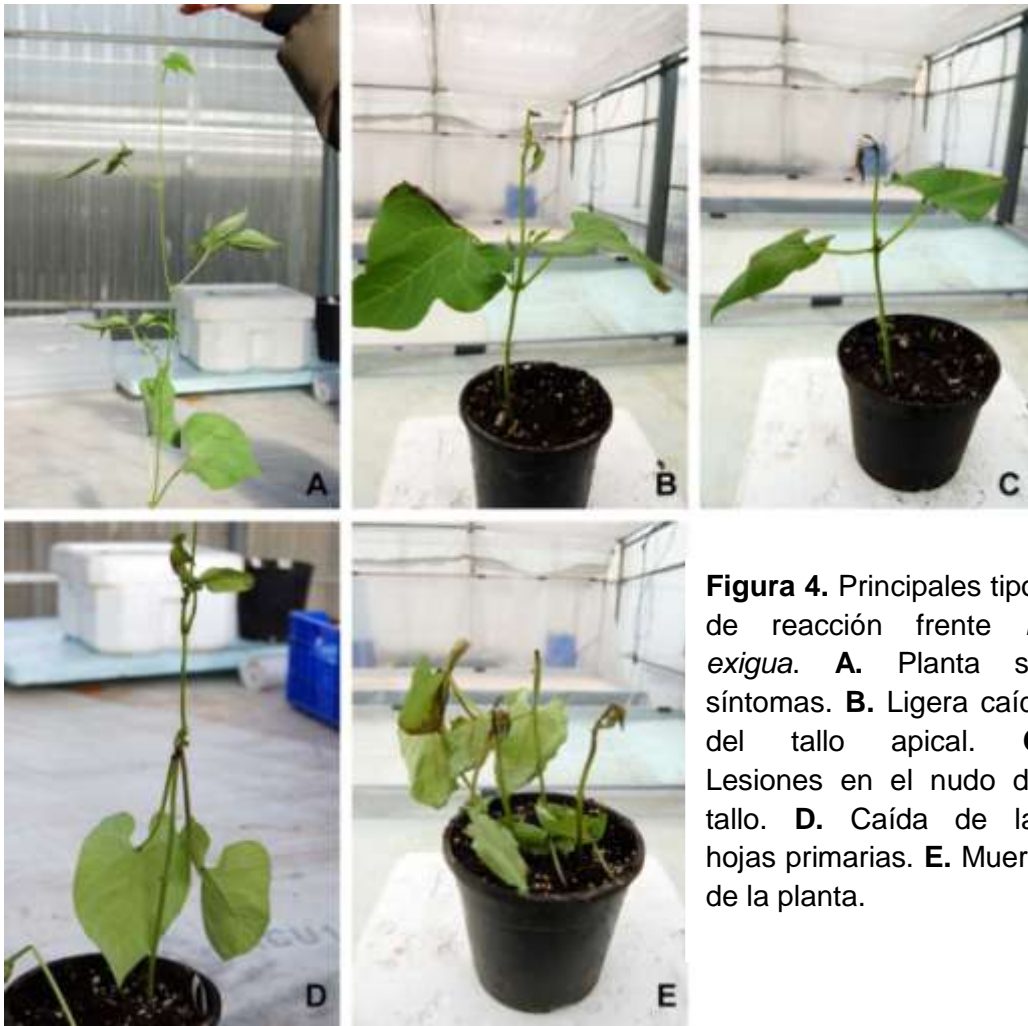 A
B
C
D
E
CU1
Figura 4. Principales tipo
de reacción frente
exigua. A. Planta s
síntomas. B. Ligera caíd
del tallo apical.
Lesiones en el nudo d
tallo. D. Caída de la
hojas primarias. E. Muer
de la planta.